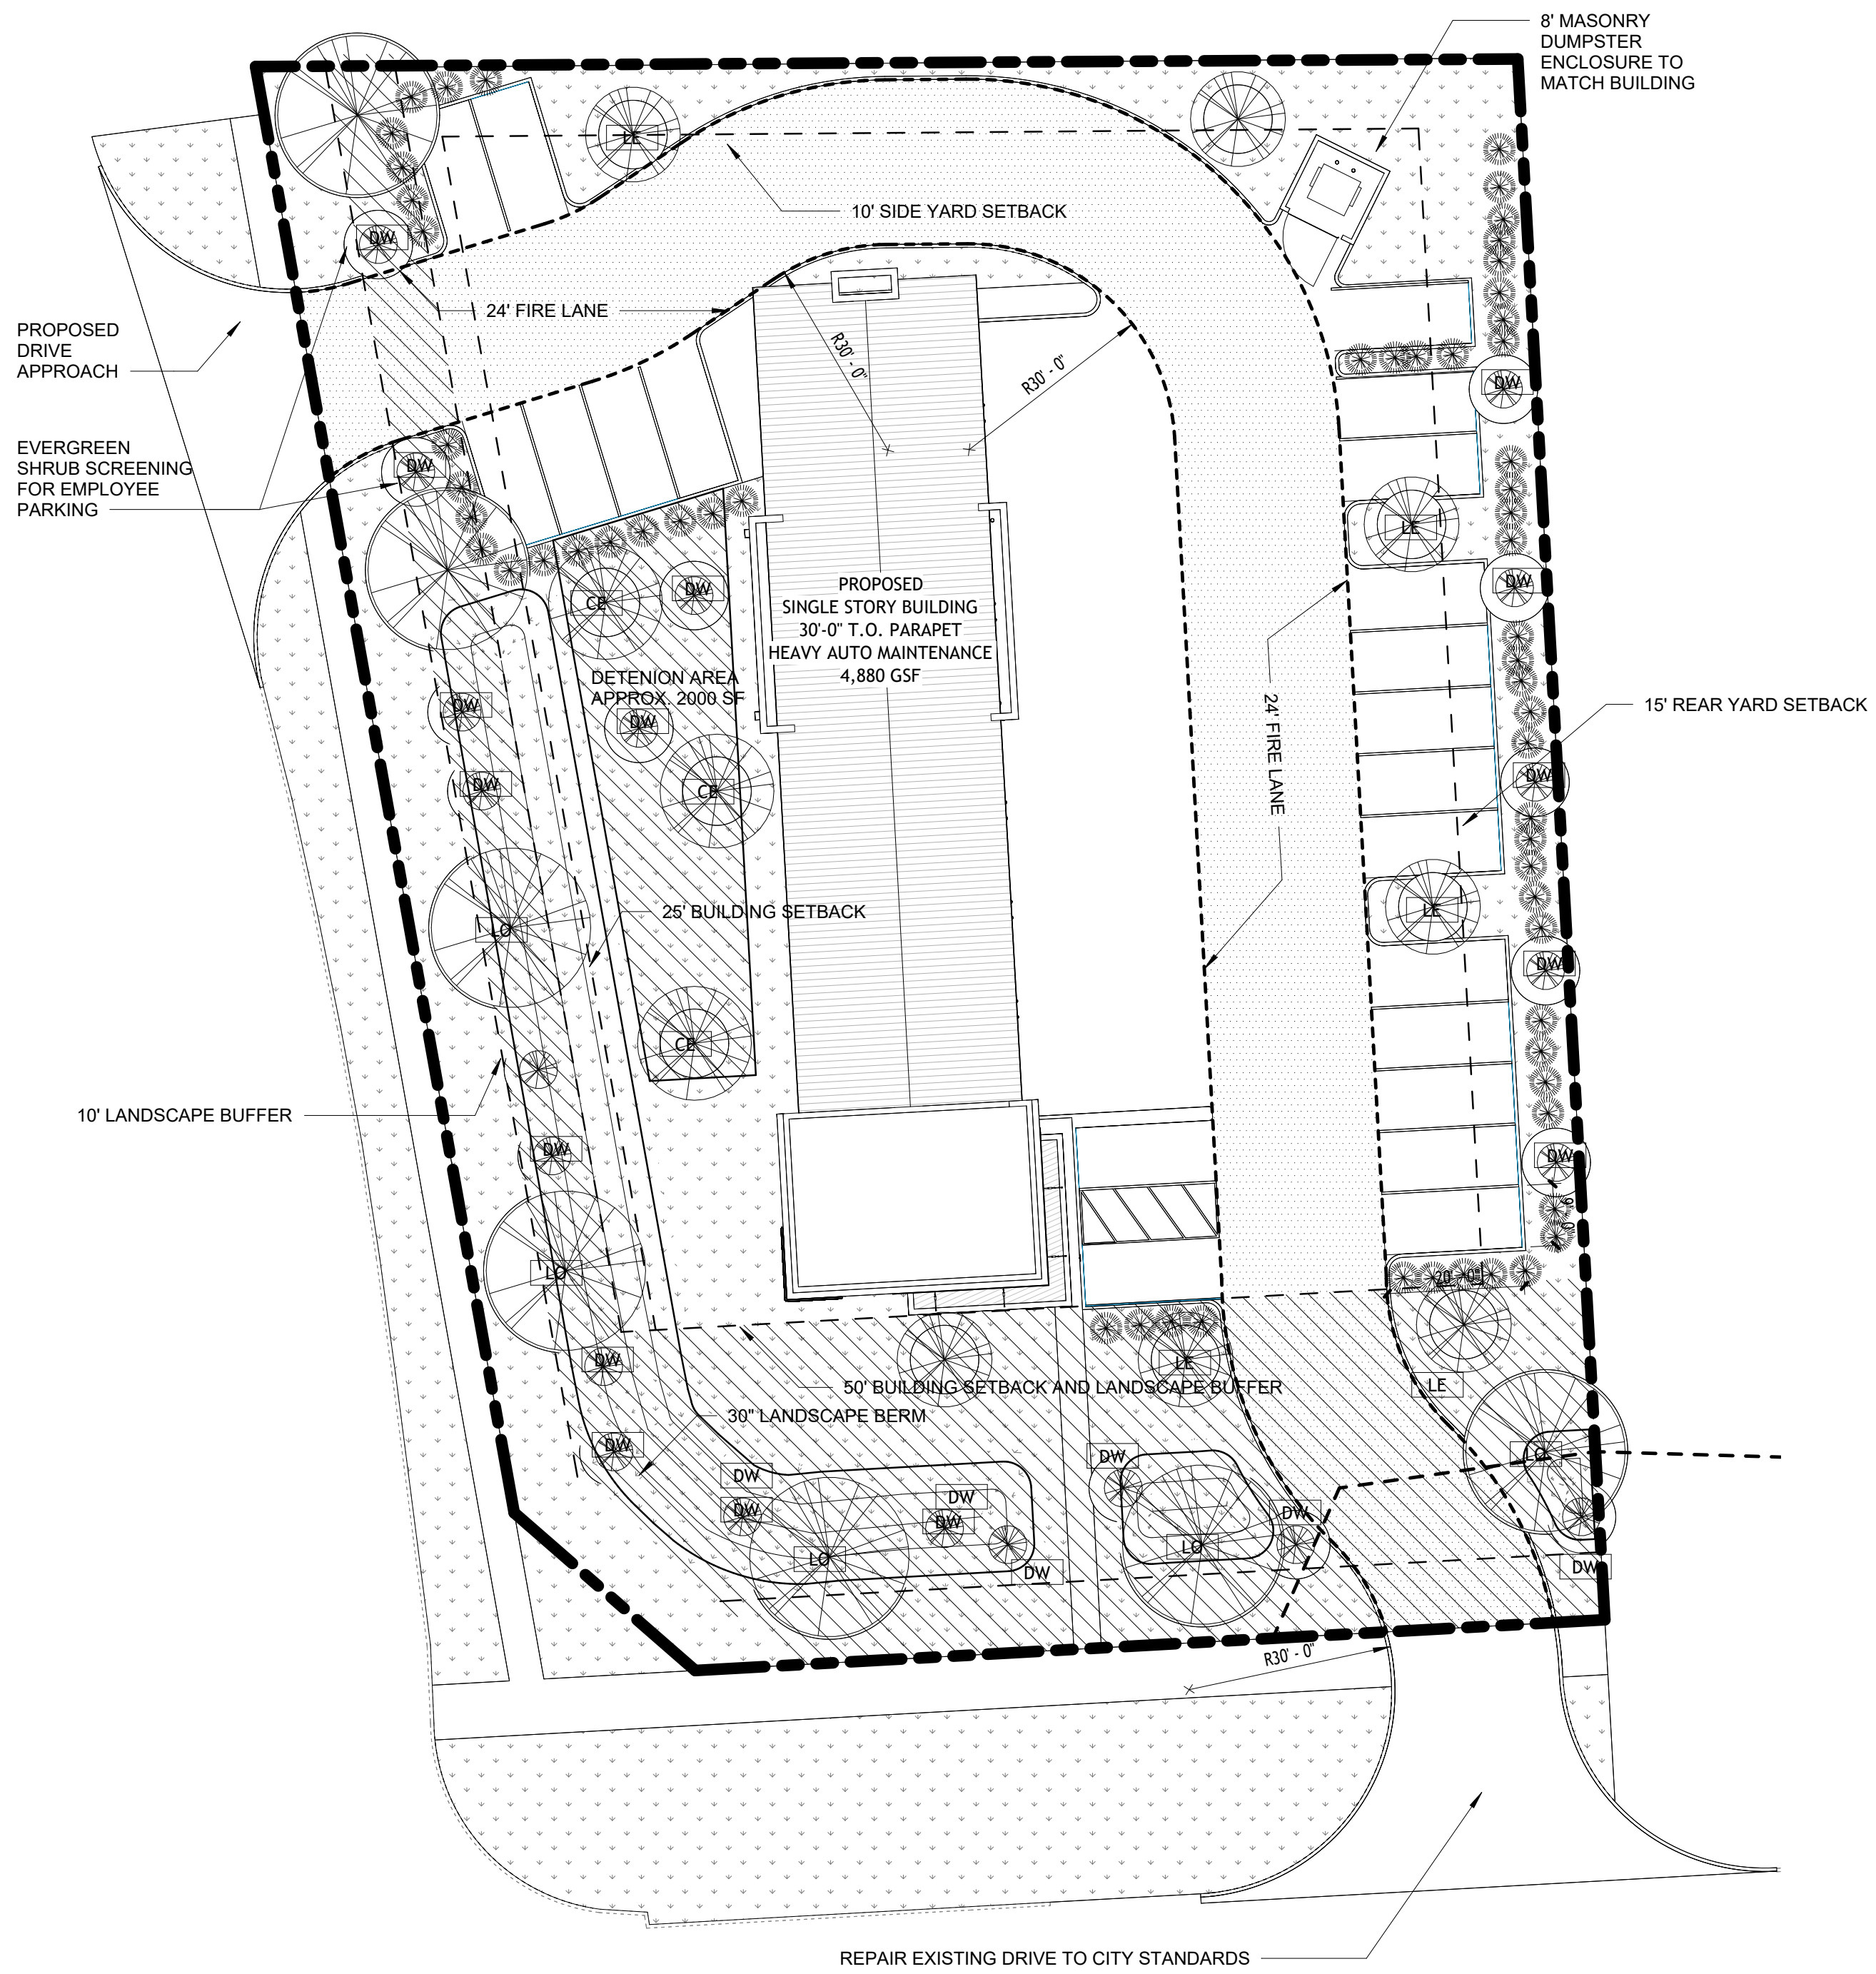 8' MASONRY
DUMPSTER
ENCLOSURE TO
MATCH BUILDING
LE
10' SIDE YARD SETBACK
DW
24' FIRE LANE
PROPOSED
DRIVE
APPROACH
R30' - 0"
R30' - 0"
DW
EVERGREEN
SHRUB SCREENING
FOR EMPLOYEE
PARKING
DW
LE
PROPOSED
SINGLE STORY BUILDING
30'-0" T.O. PARAPET
HEAVY AUTO MAINTENANCE
4,880 GSF
CE
DW
DW
DETENION AREA
APPROX. 2000 SF
DW
DW
24' FIRE LANE
15' REAR YARD SETBACK
DW
CE
DW
25' BUILDING SETBACK
LO
LE
DW
CE
10' LANDSCAPE BUFFER
DW
DW
LO
20' - 0"
DW
LE
50' BUILDING SETBACK AND LANDSCAPE BUFFER
LE
30" LANDSCAPE BERM
DW
DW
DW
LO
DW
DW
DW
DW
LO
LO
DW
DW
R30' - 0"
REPAIR EXISTING DRIVE TO CITY STANDARDS